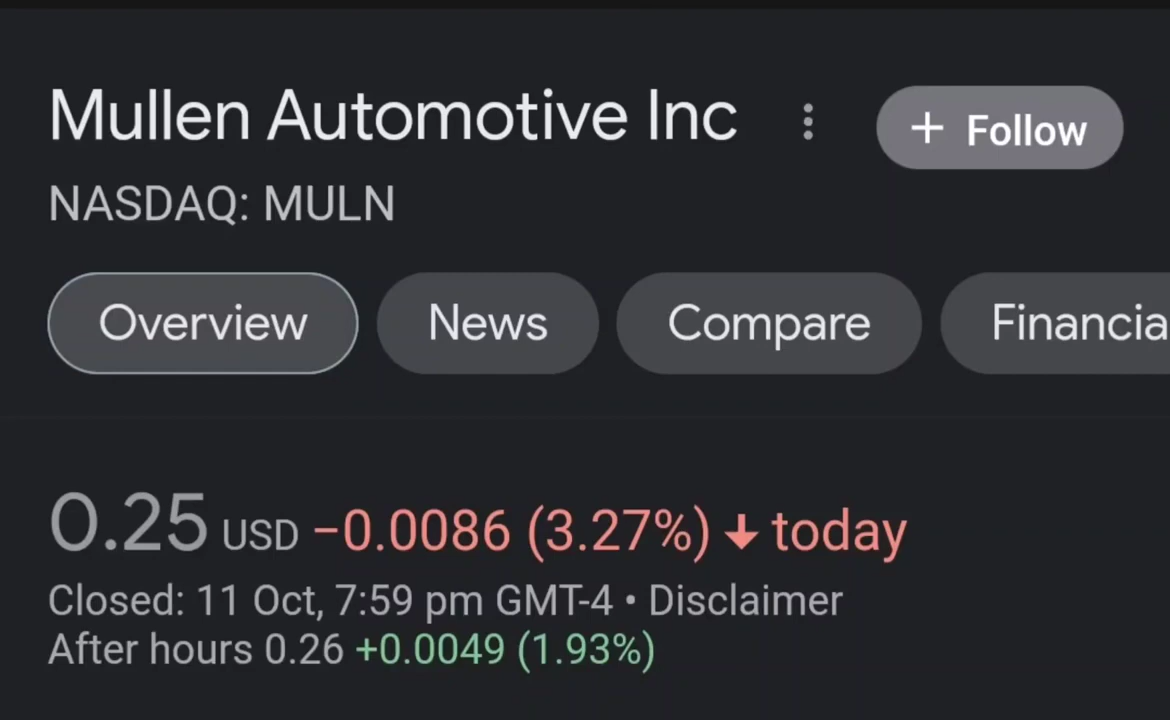 Mullen Automotive Inc
+ Follow
NASDAQ: MULN
Overview
News
Compare
Financia
0.25 USD −0.0086 (3.27%) ↓ today
Closed: 11 Oct, 7:59 pm GMT-4 • Disclaimer
After hours 0.26 +0.0049 (1.93%)